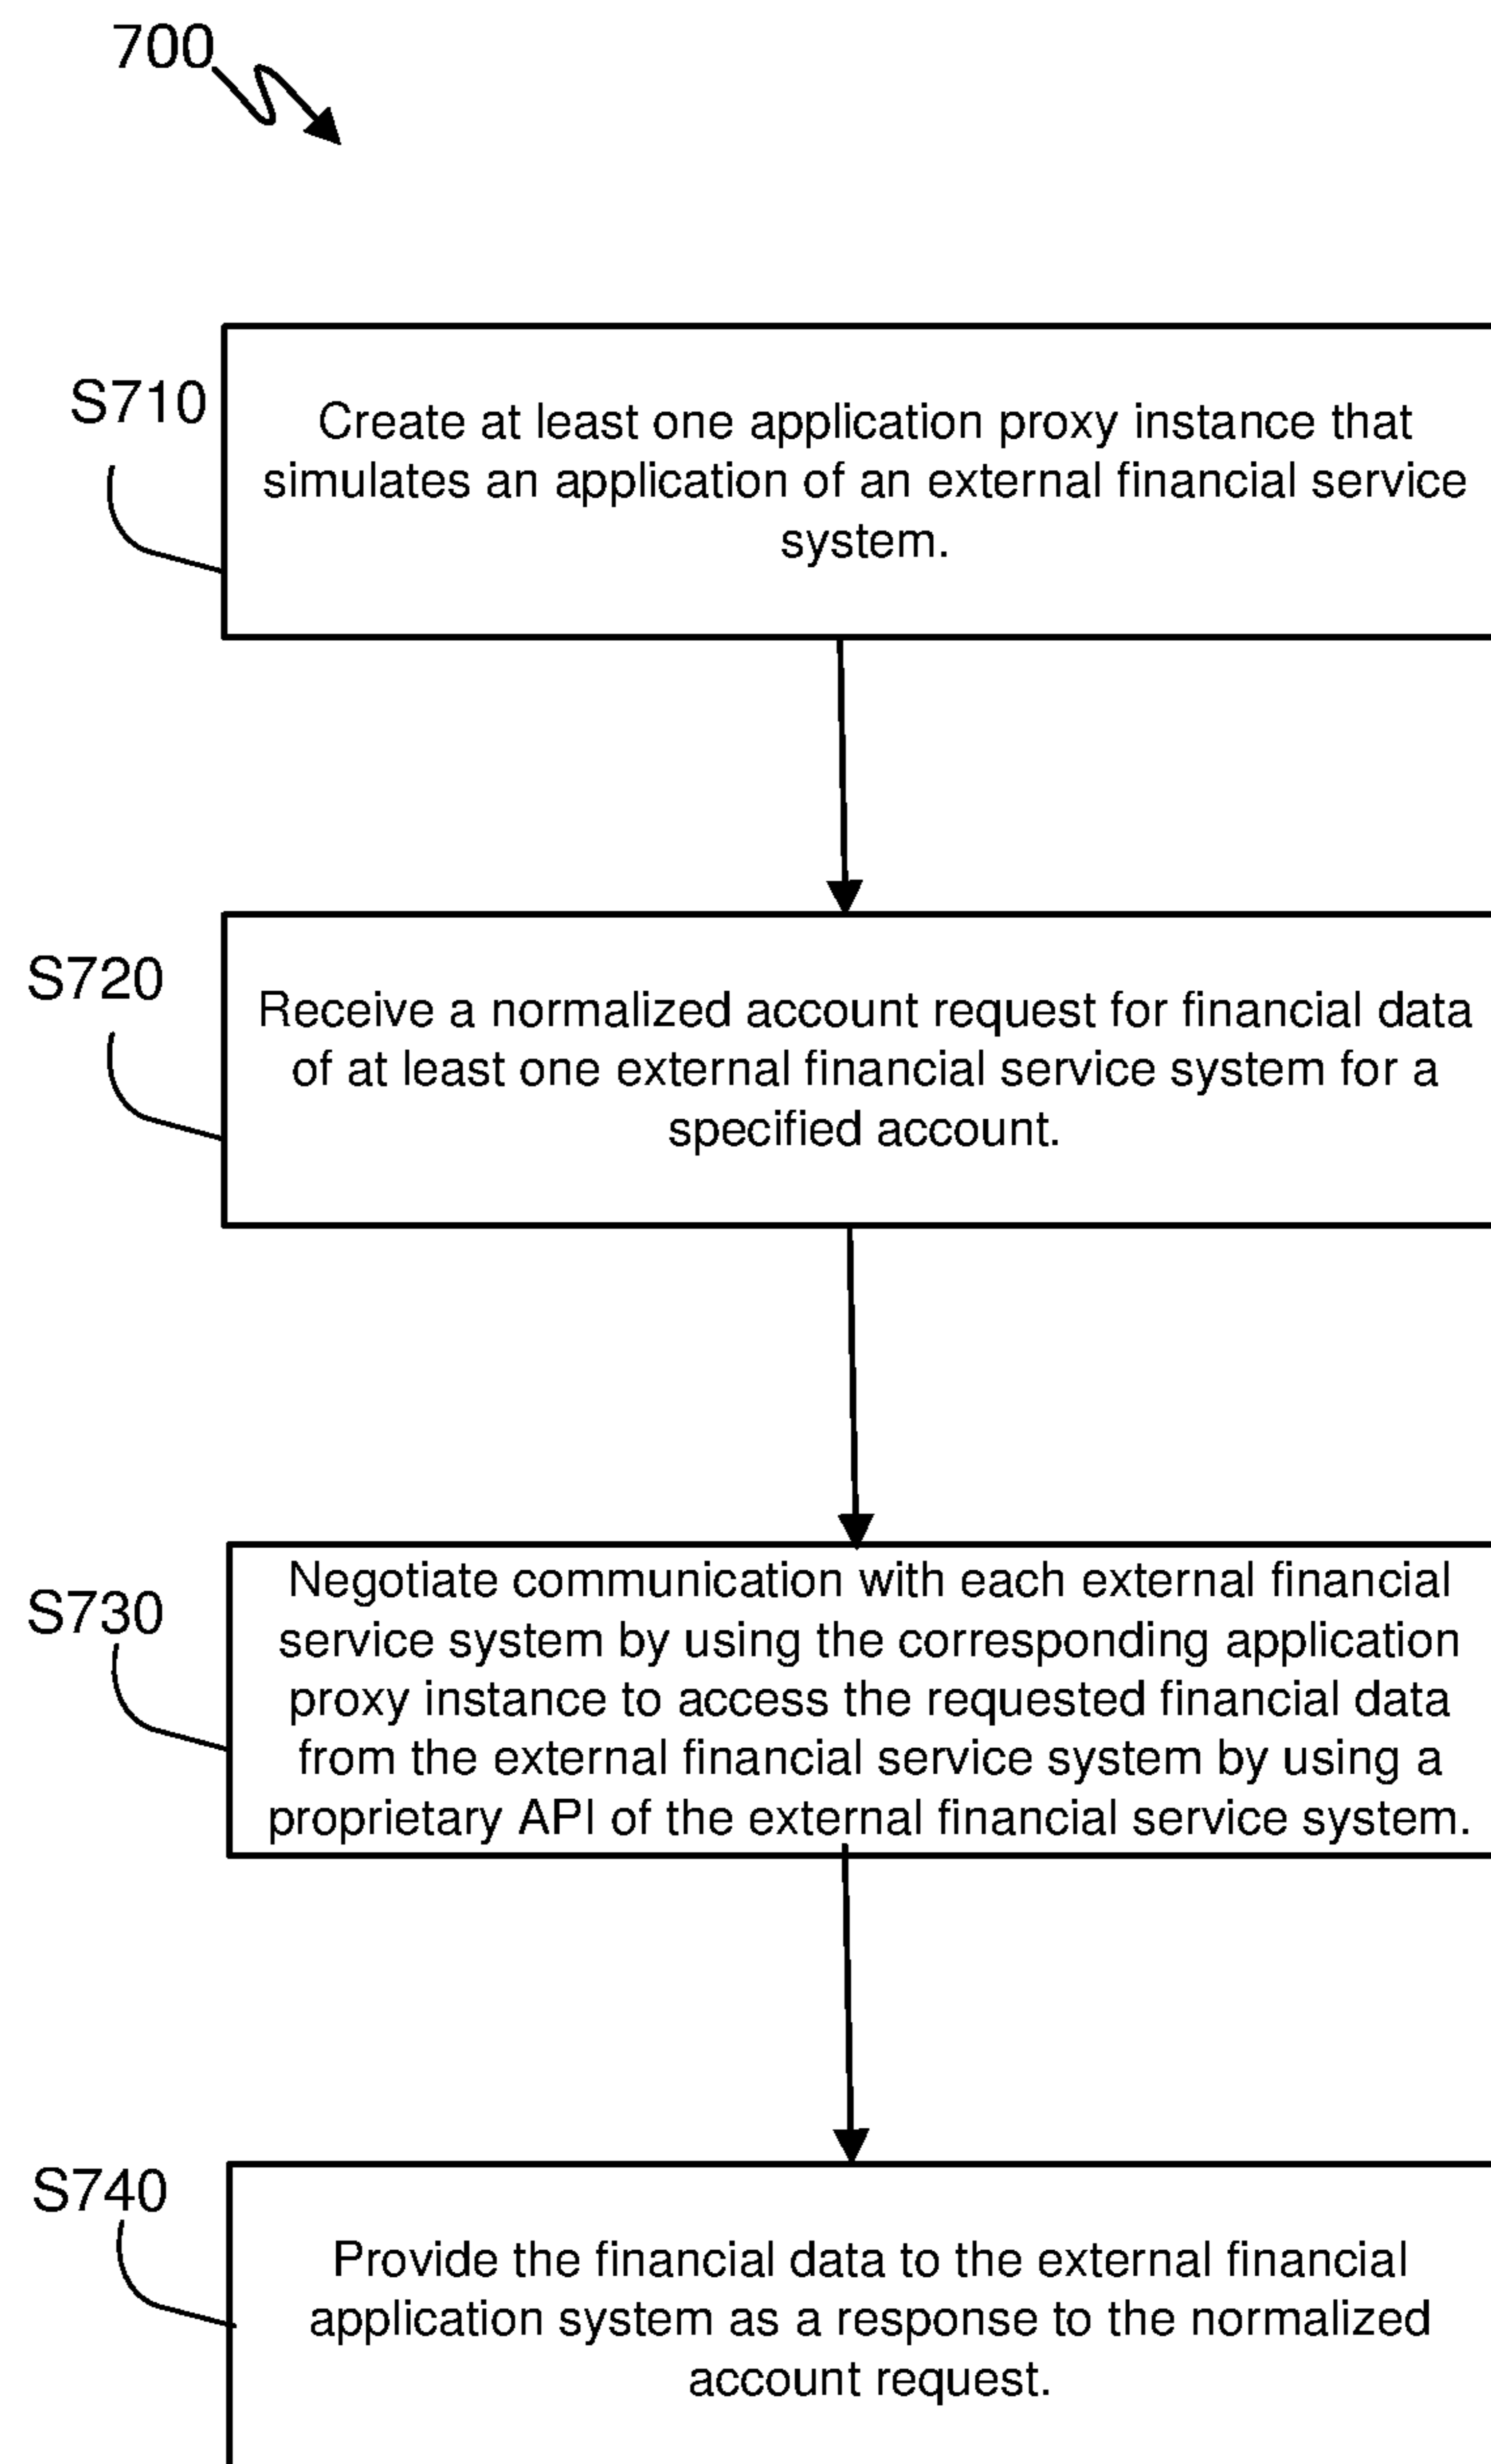 700
S710
Create at least one application proxy instance that
simulates an application of an external financial service
system.
S720
Receive a normalized account request for financial data
of at least one external financial service system for a
specified account.
S730
Negotiate communication with each external financial
service system by using the corresponding application
proxy instance to access the requested financial data
from the external financial service system by using a
proprietary API of the external financial service system.
S740
Provide the financial data to the external financial
application system as a response to the normalized
account request.